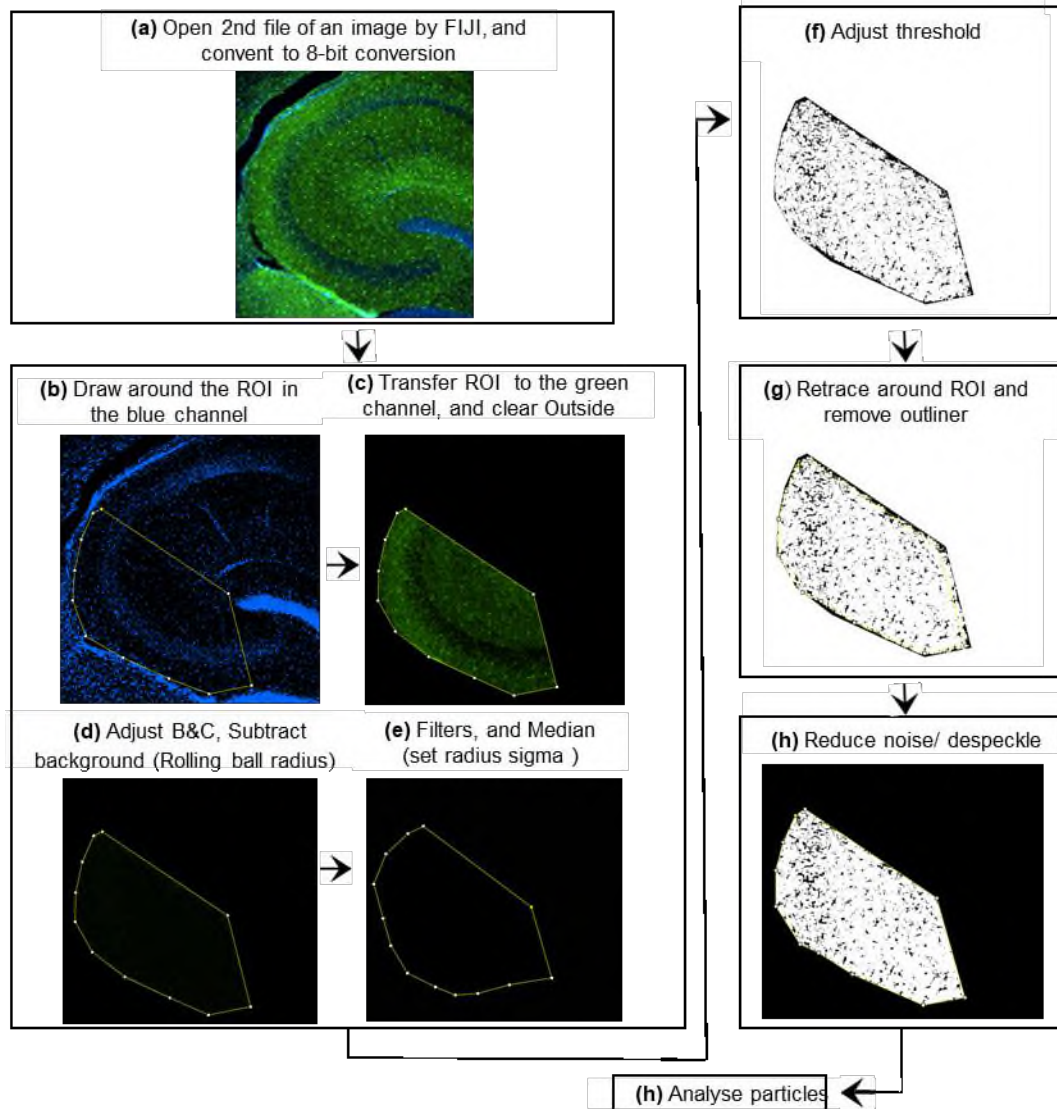 (a) Open 2nd file of an image by FIJI, and
convent to 8-bit conversion
(b) Draw around the ROI in
the blue channel
(c) Transfer ROI to the green
channel, and clear Outside
(d) Adjust B&C, Subtract
background (Rolling ball radius)
(e) Filters, and Median
(set radius sigma )
(f) Adjust threshold
(g) Retrace around ROI and
remove outliner
(h) Reduce noise/ despeckle
(h) Analyse particles